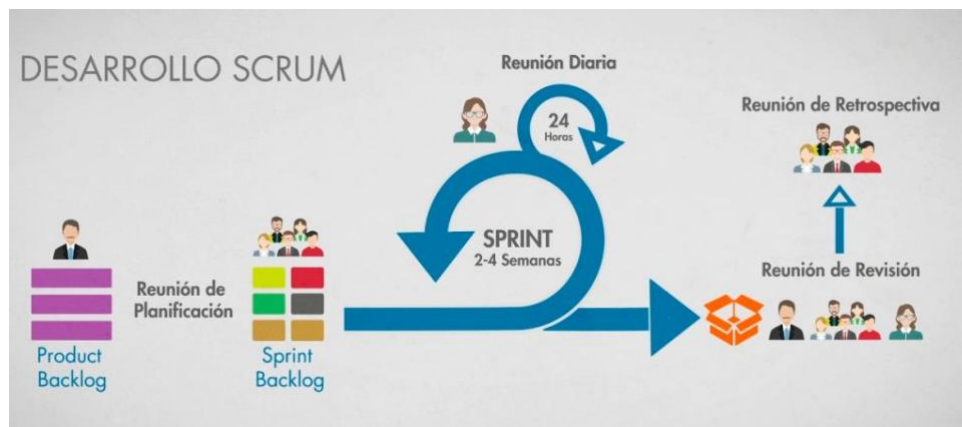 DESARROLLO SCRUM
Reunión Diaria
24
Horas
Reunión de Retrospectiva
SPRINT
2-4 Semanas
Reunión de Revisión
Reunión de
Planificación
Product
Backlog
Sprint
Backlog